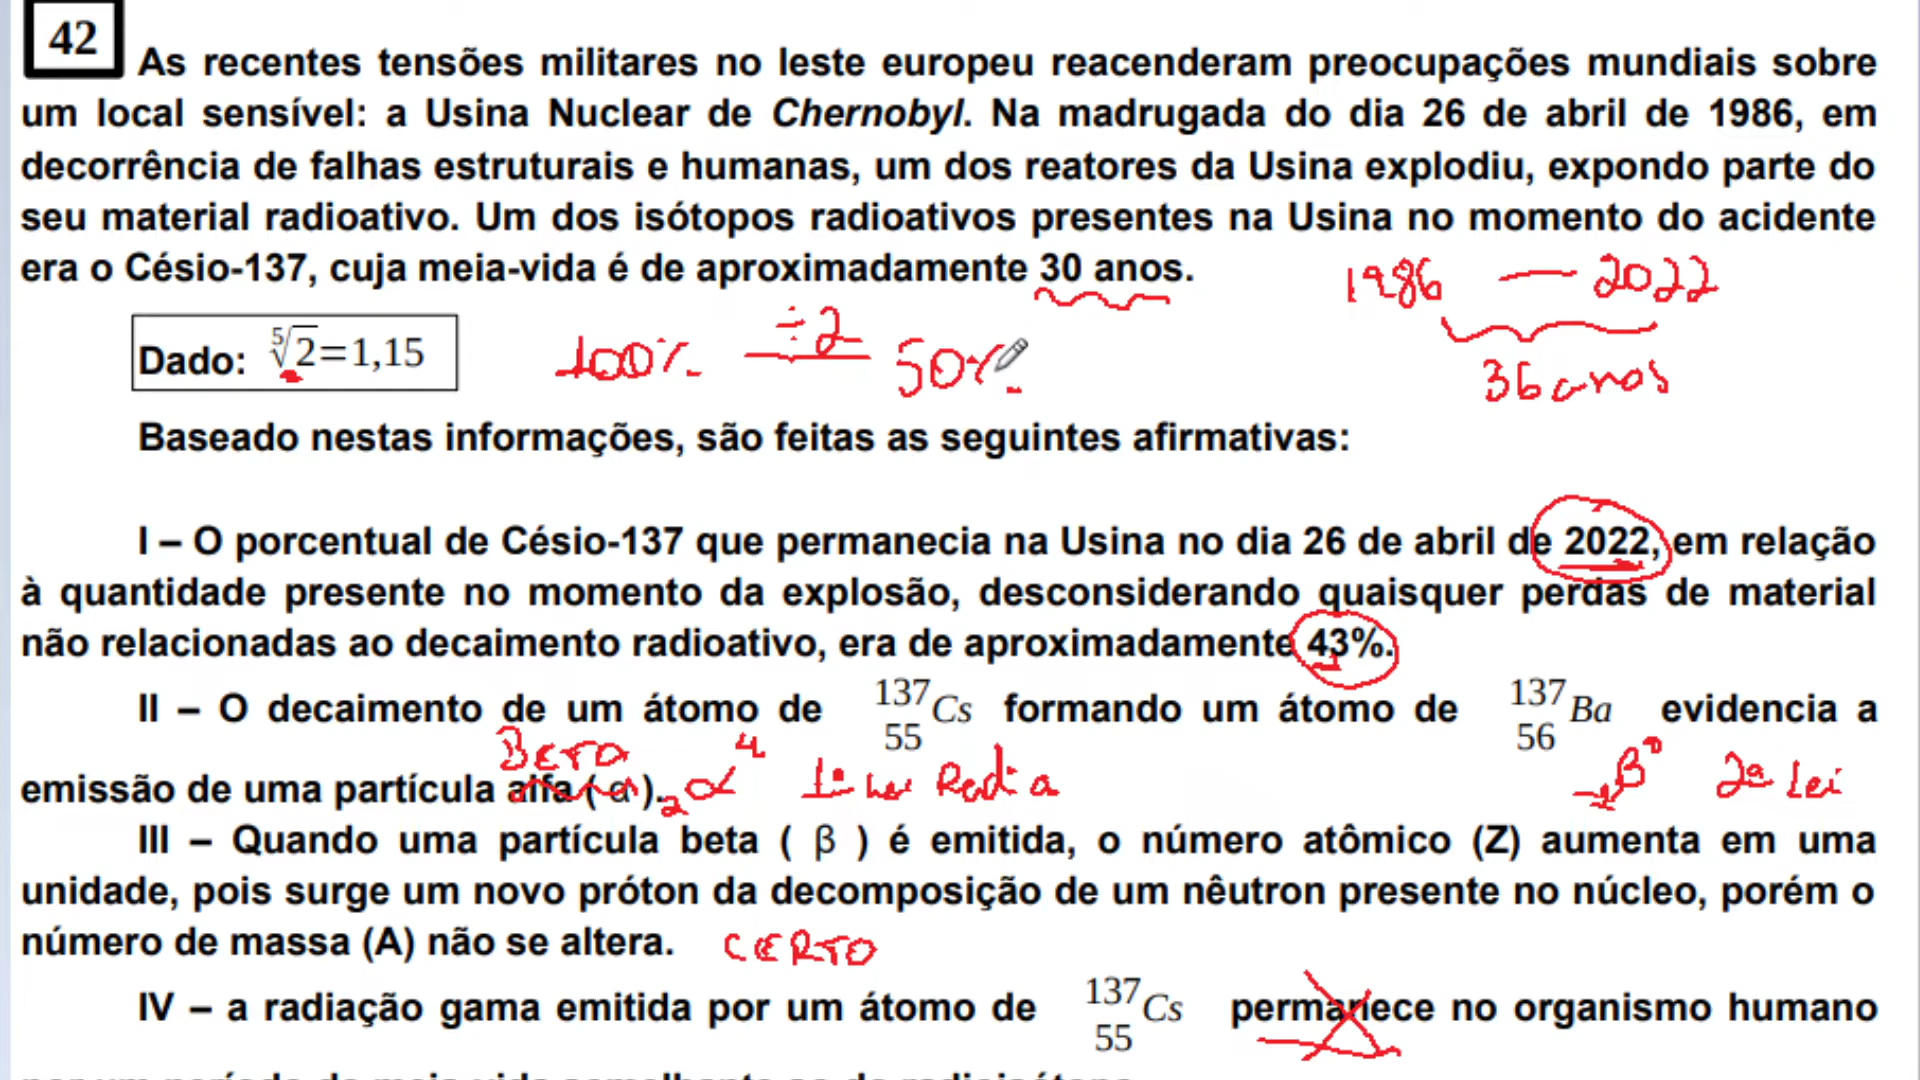 42
As recentes tensões militares no leste europeu reacenderam preocupações mundiais sobre
um local sensível: a Usina Nuclear de Chernobyl. Na madrugada do dia 26 de abril de 1986, em
decorrência de falhas estruturais e humanas, um dos reatores da Usina explodiu, expondo parte do
seu material radioativo. Um dos isótopos radioativos presentes na Usina no momento do acidente
era o Césio-137, cuja meia-vida é de aproximadamente 30 anos.
1986 — 2022
36 anos
Dado: ⁵√2=1,15
100% ÷2 50%
Baseado nestas informações, são feitas as seguintes afirmativas:
I – O porcentual de Césio-137 que permanecia na Usina no dia 26 de abril de 2022, em relação
à quantidade presente no momento da explosão, desconsiderando quaisquer perdas de material
não relacionadas ao decaimento radioativo, era de aproximadamente 43%.
II – O decaimento de um átomo de ¹³⁷₅₅Cs formando um átomo de ¹³⁷₅₆Ba evidencia a
BETA
emissão de uma partícula alfa ( α ). ₂α⁴ 1ª Lei Radia ₋₁β⁰ 2ª Lei
III – Quando uma partícula beta ( β ) é emitida, o número atômico (Z) aumenta em uma
unidade, pois surge um novo próton da decomposição de um nêutron presente no núcleo, porém o
número de massa (A) não se altera. CERTO
IV – a radiação gama emitida por um átomo de ¹³⁷₅₅Cs permanece no organismo humano